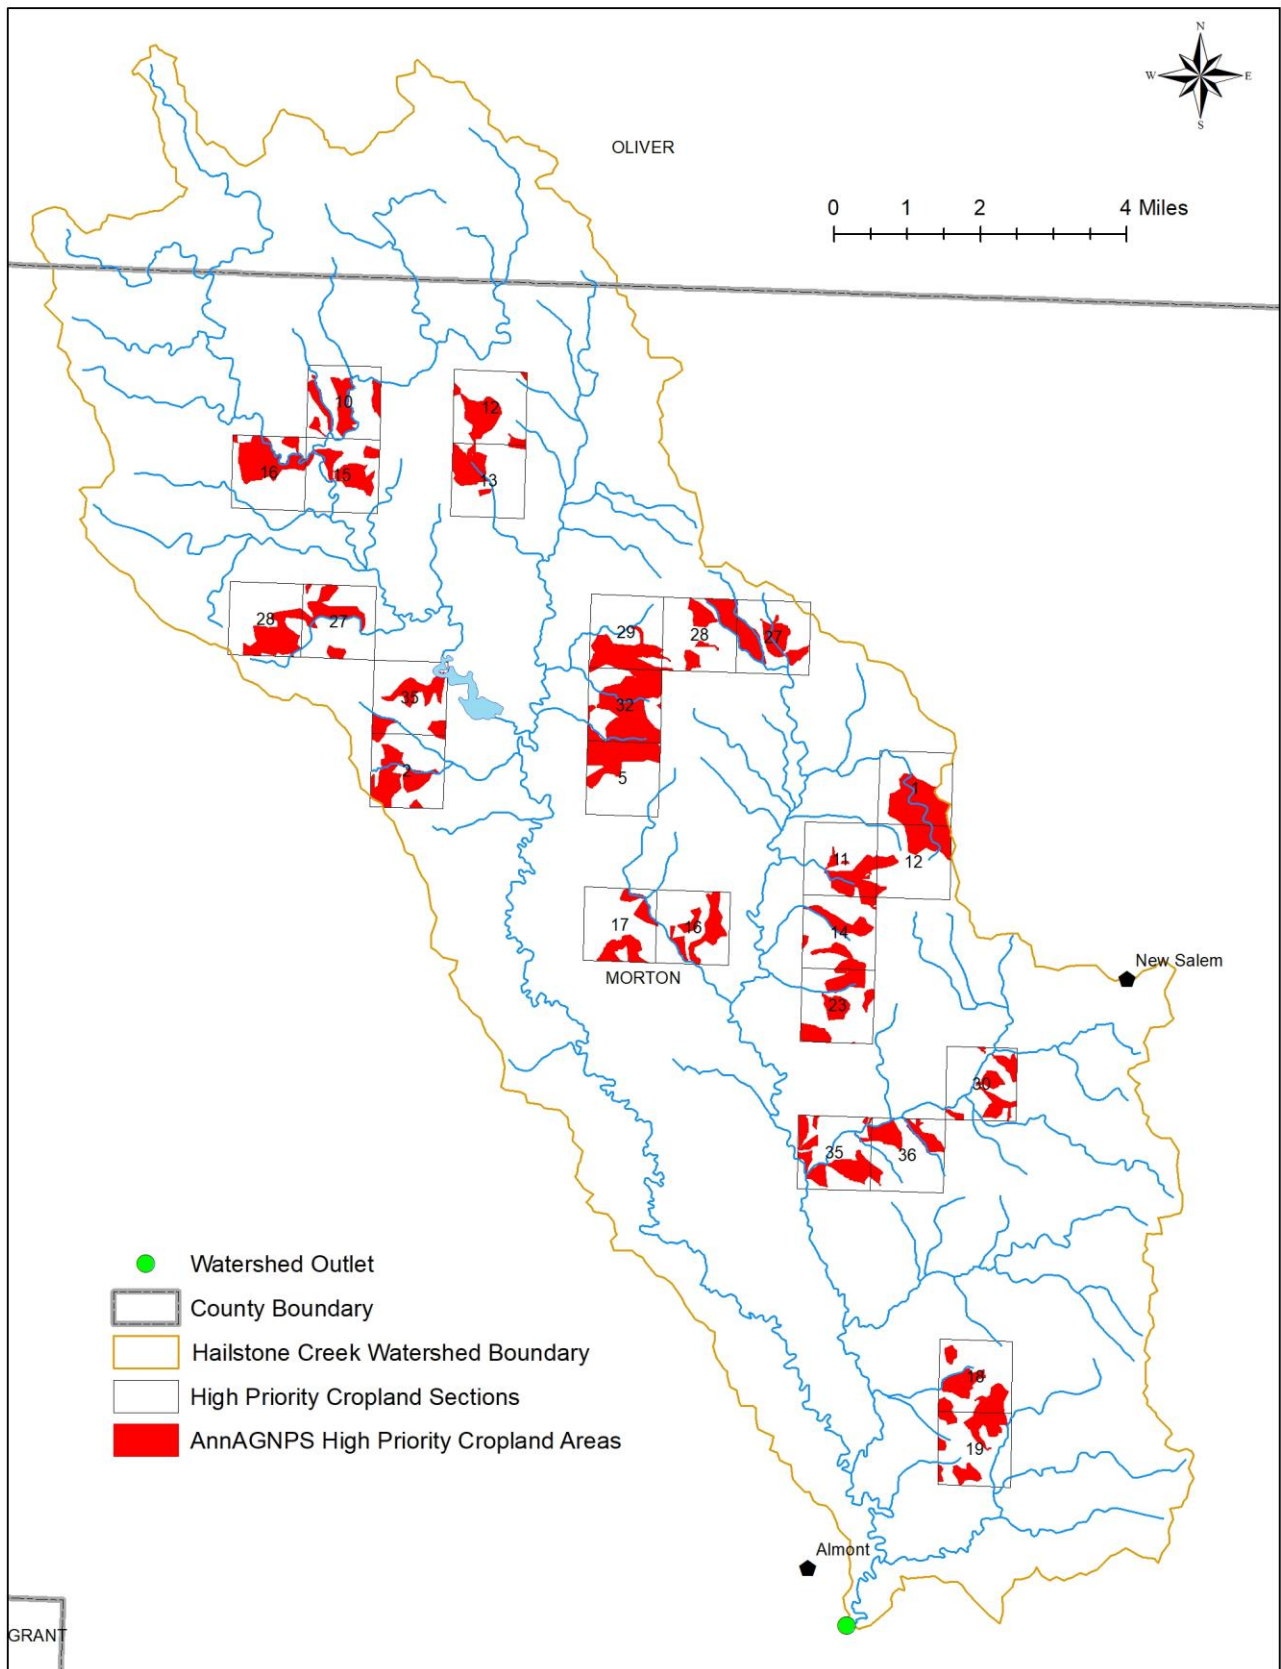 N
W E
S
OLIVER
0 1 2 4 Miles
10
12
16
15
13
28
27
29
28
27
35
32
2
5
1
11
12
17
16
14
MORTON
New Salem
23
30
35
36
Watershed Outlet
County Boundary
Hailstone Creek Watershed Boundary
High Priority Cropland Sections
AnnAGNPS High Priority Cropland Areas
18
19
Almont
GRANT